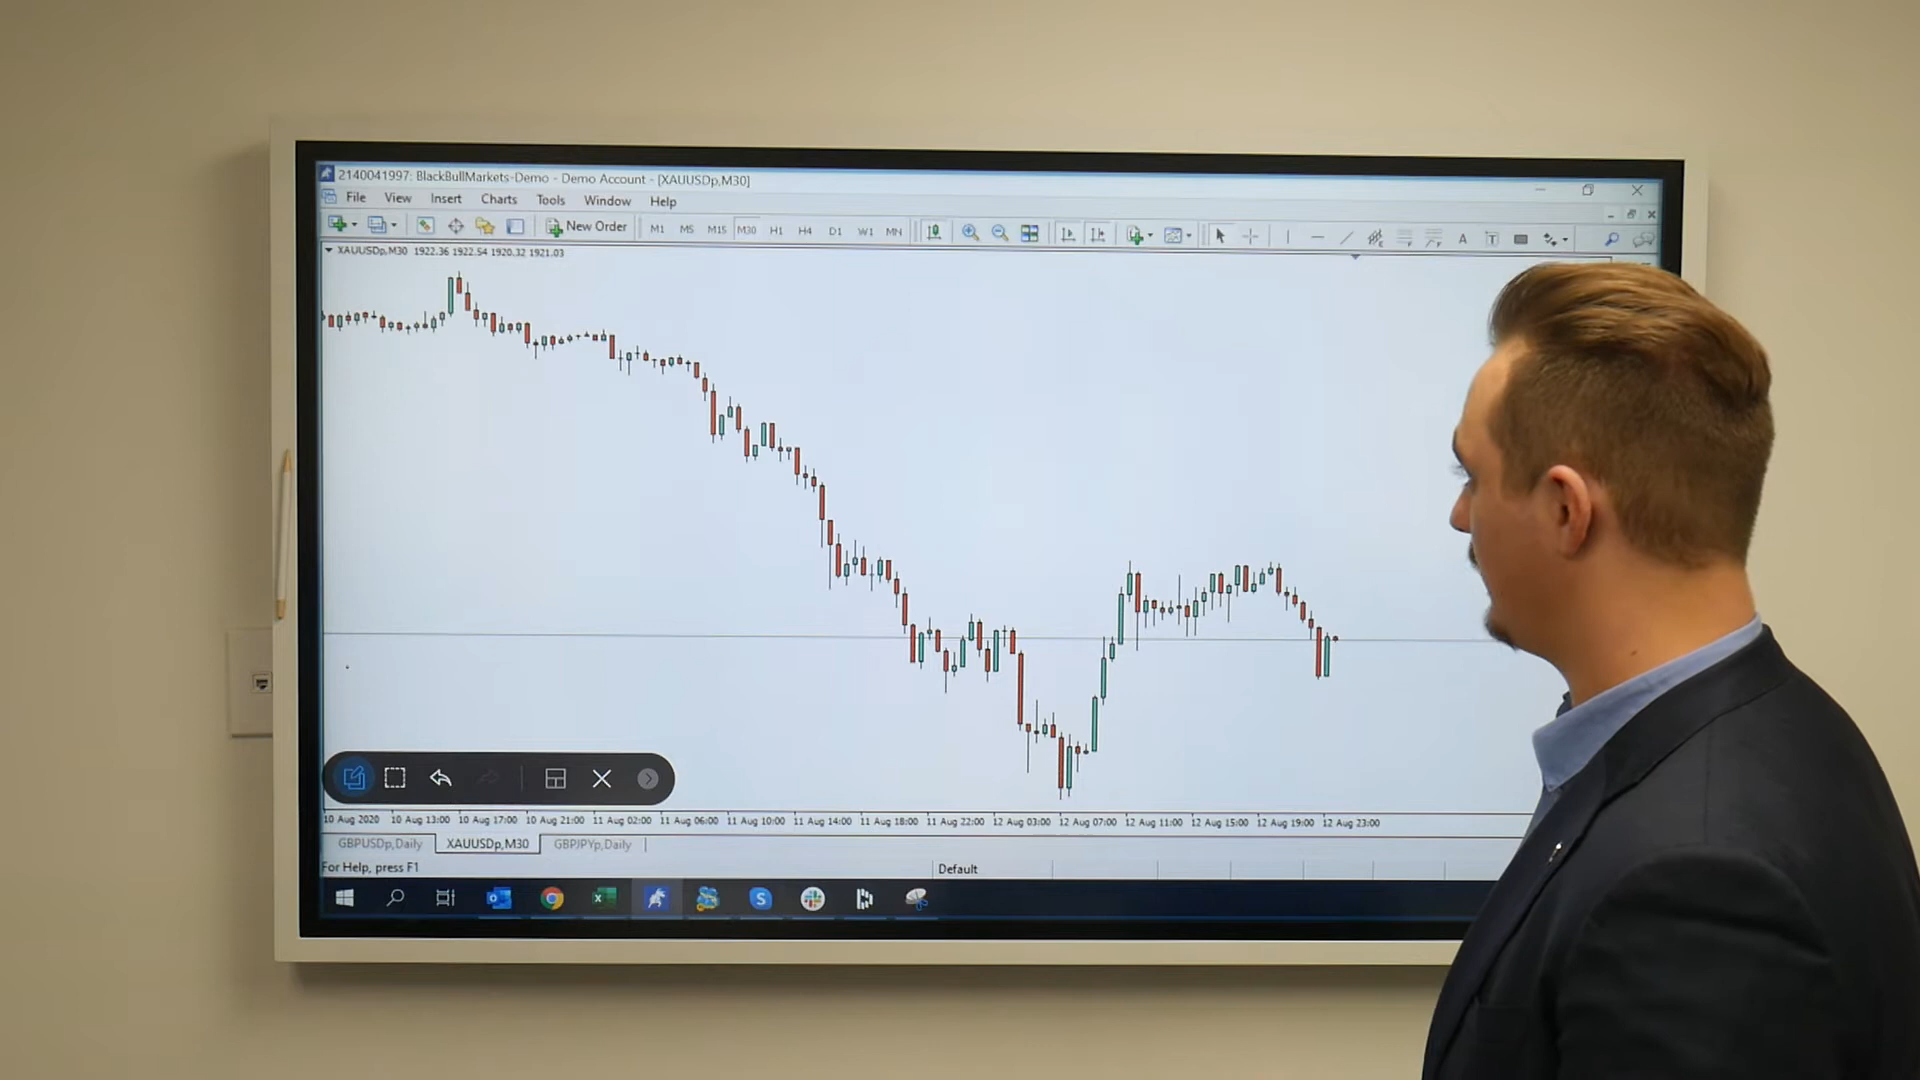 2140041997: BlackBullMarkets-Demo - Demo Account - [XAUUSDp,M30]
File View Insert Charts Tools Window Help
New Order M1 M5 M15 M30 H1 H4 D1 W1 MN A T
XAUUSDp,M30 1922.36 1922.54 1920.32 1921.03
10 Aug 2020 10 Aug 13:00 10 Aug 17:00 10 Aug 21:00 11 Aug 02:00 11 Aug 06:00 11 Aug 10:00 11 Aug 14:00 11 Aug 18:00 11 Aug 22:00 12 Aug 03:00 12 Aug 07:00 12 Aug 11:00 12 Aug 15:00 12 Aug 19:00 12 Aug 23:00
GBPUSDp,Daily XAUUSDp,M30 GBPJPYp,Daily
For Help, press F1 Default